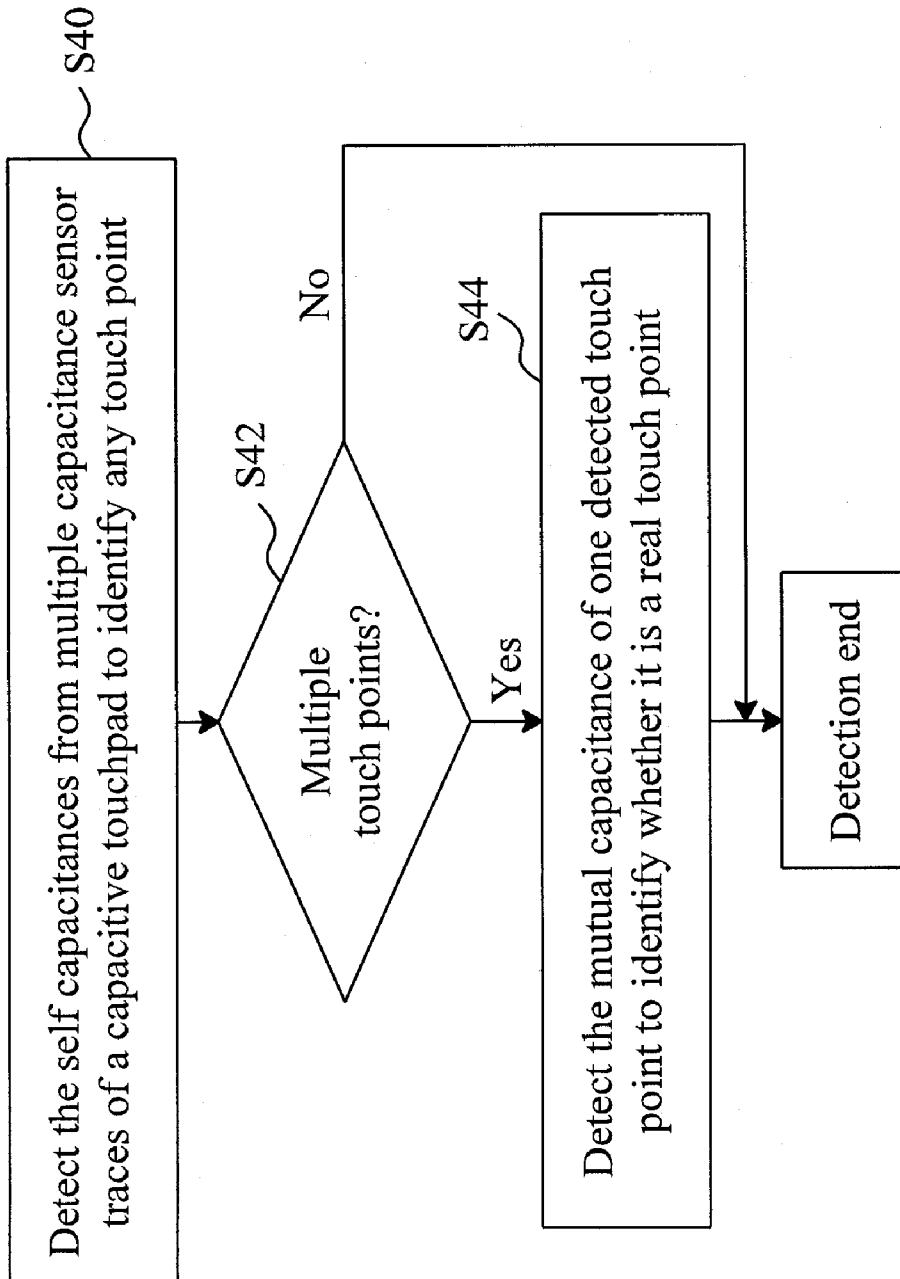 Detect the self capacitances from multiple capacitance sensor
traces of a capacitive touchpad to identify any touch point
S40
Multiple
touch points?
S42
No
Yes
Detect the mutual capacitance of one detected touch
point to identify whether it is a real touch point
S44
Detection end